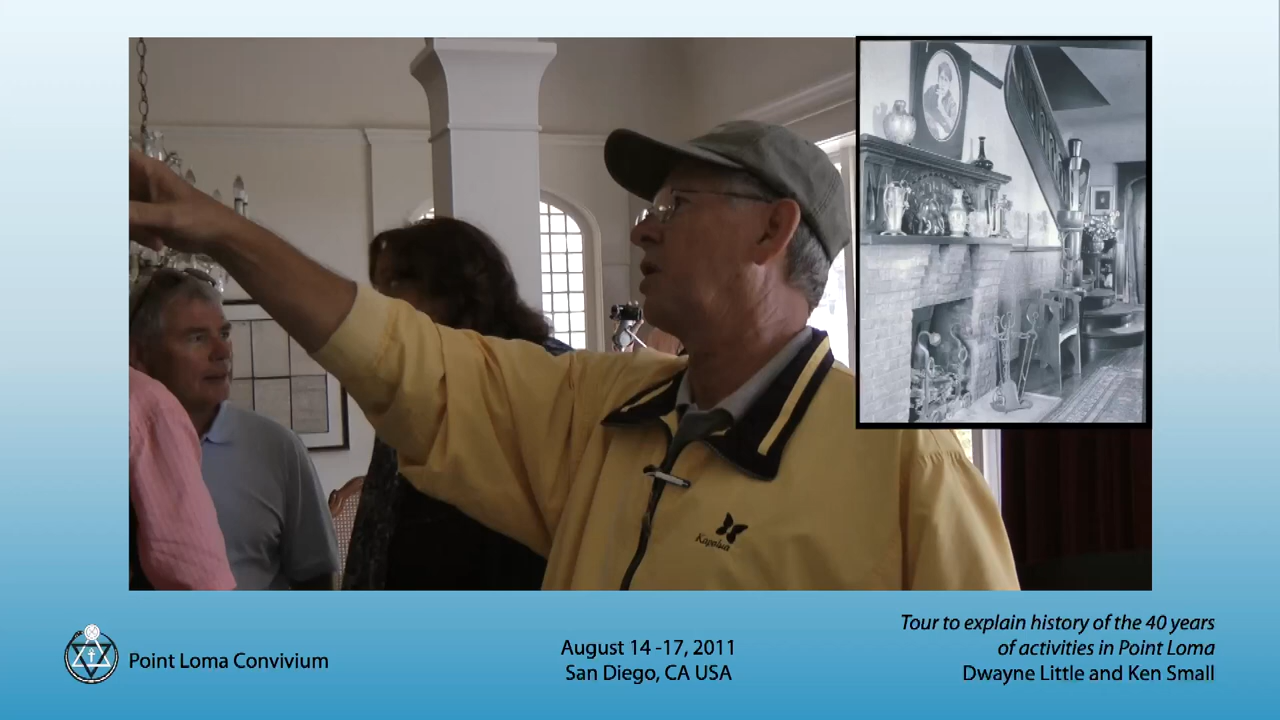 Kapalua
Point Loma Convivium
August 14 -17, 2011
San Diego, CA USA
Tour to explain history of the 40 years
of activities in Point Loma
Dwayne Little and Ken Small